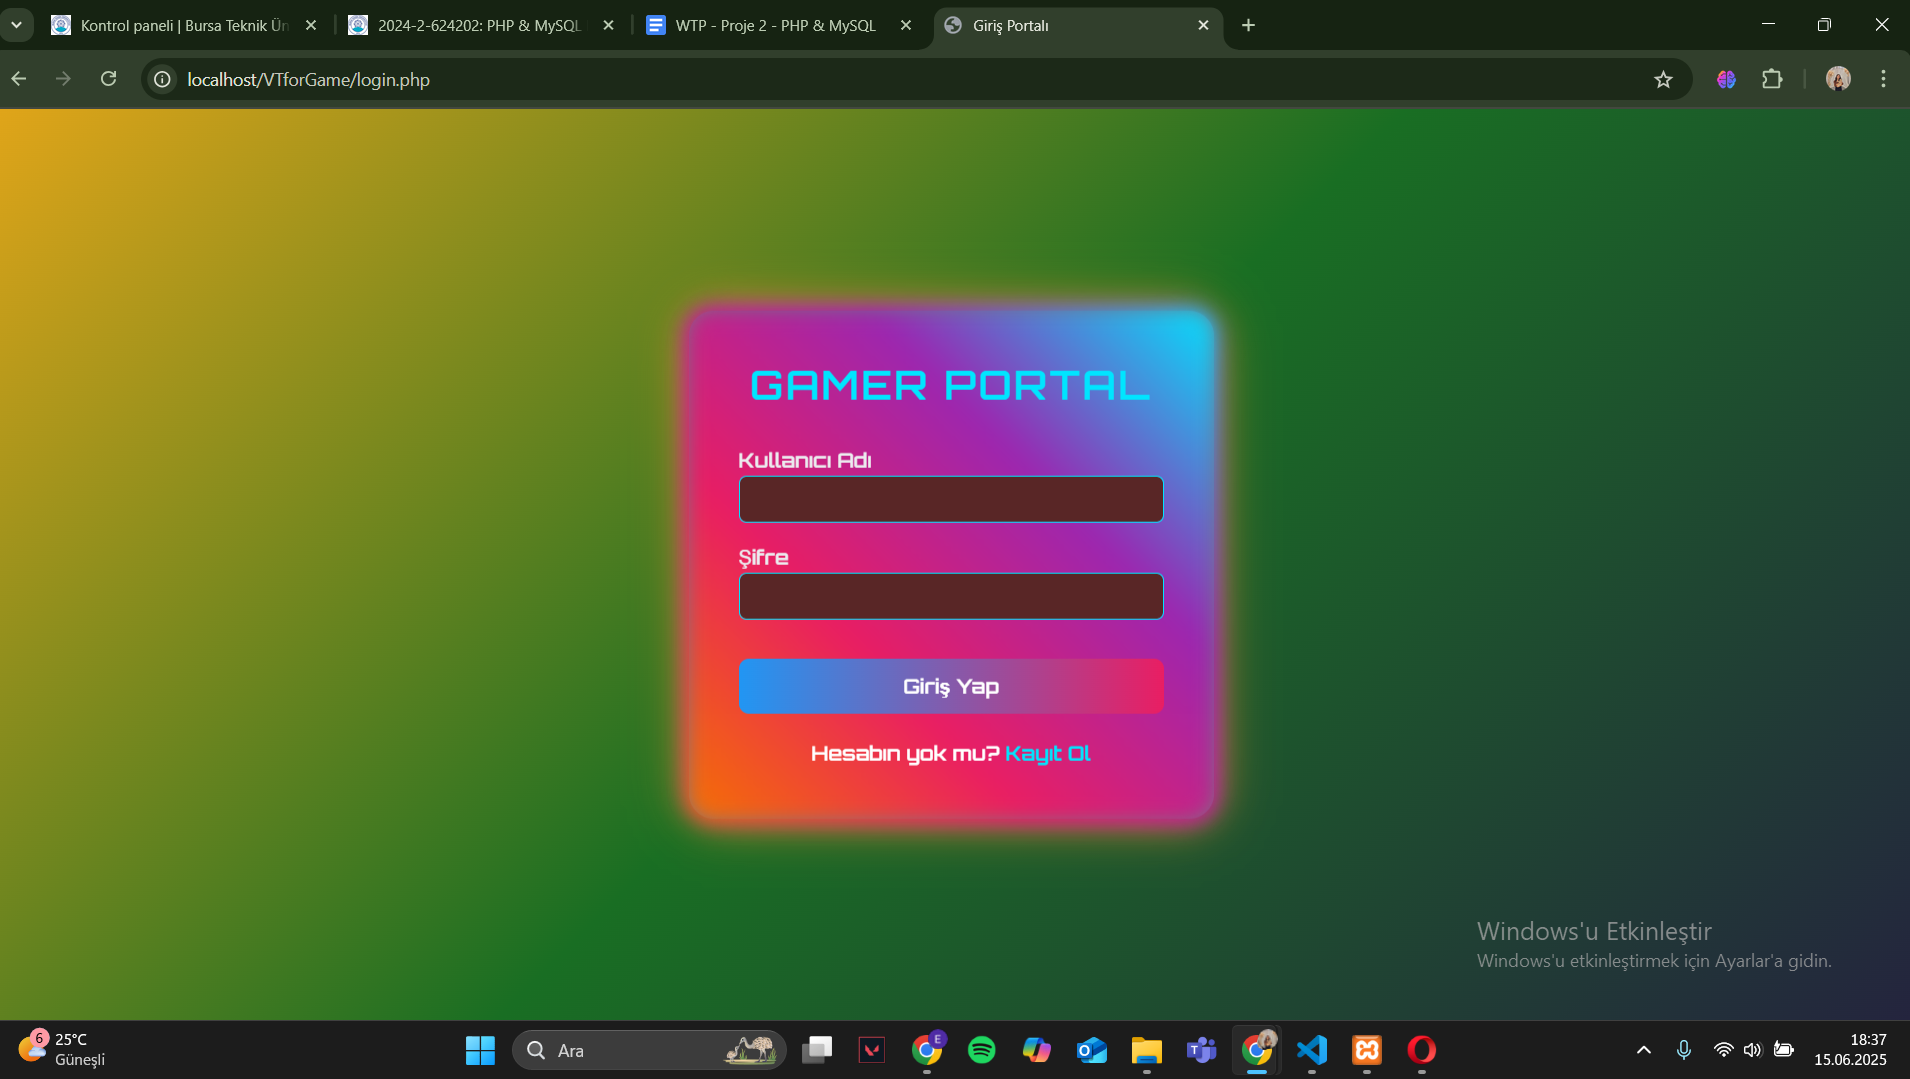 Kontrol paneli | Bursa Teknik Ün
2024-2-624202: PHP & MySQL
WTP - Proje 2 - PHP & MySQL
Giriş Portalı
localhost/VTforGame/login.php
GAMER PORTAL
Kullanıcı Adı
Şifre
Giriş Yap
Hesabın yok mu? Kayıt Ol
Windows'u Etkinleştir
Windows'u etkinleştirmek için Ayarlar'a gidin.
6
25°C
Güneşli
Ara
E
18:37
15.06.2025